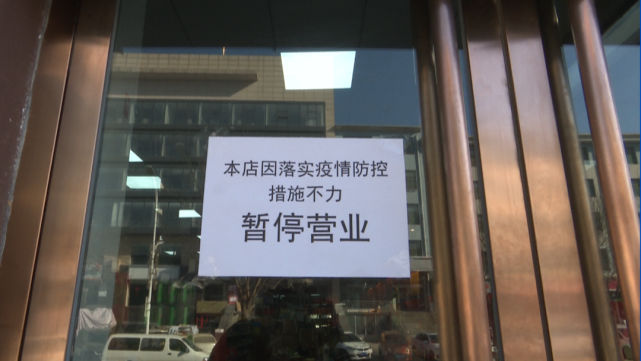 本店因落实疫情防控
措施不力
暂停营业